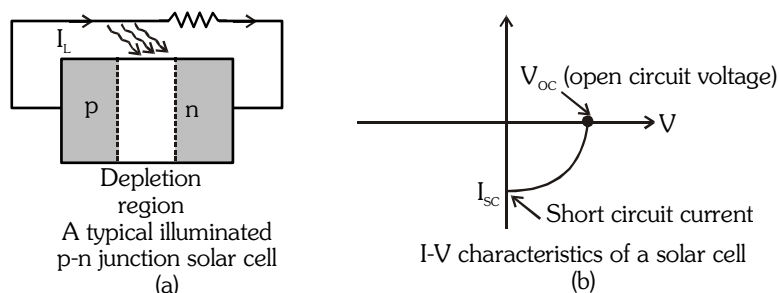 I_L
p
n
Depletion
region
A typical illuminated
p-n junction solar cell
(a)
V_OC (open circuit voltage)
V
I_SC
Short circuit current
I-V characteristics of a solar cell
(b)